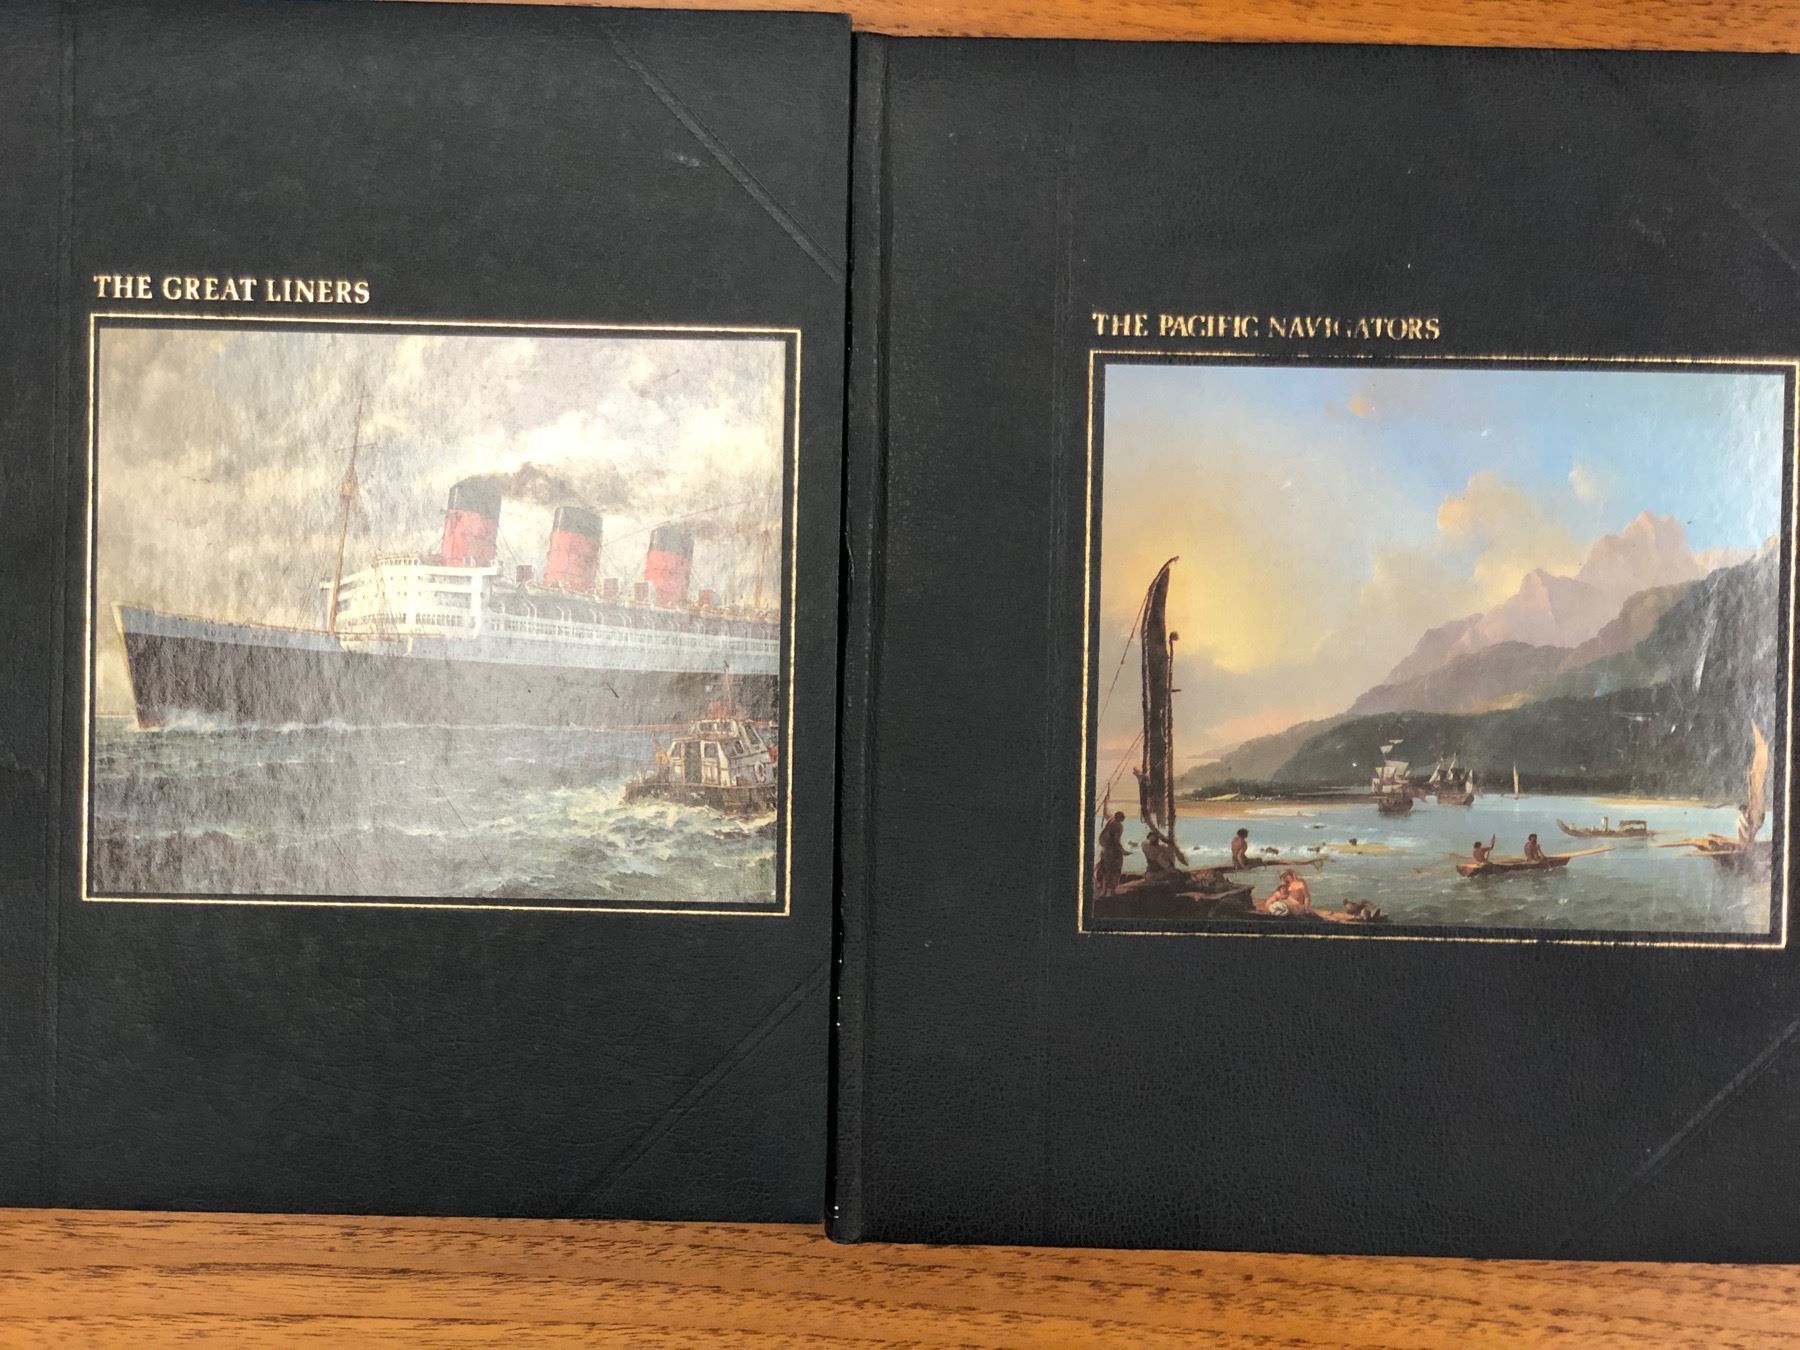 THE GREAT LINERS
THE PACIFIC NAVIGATORS